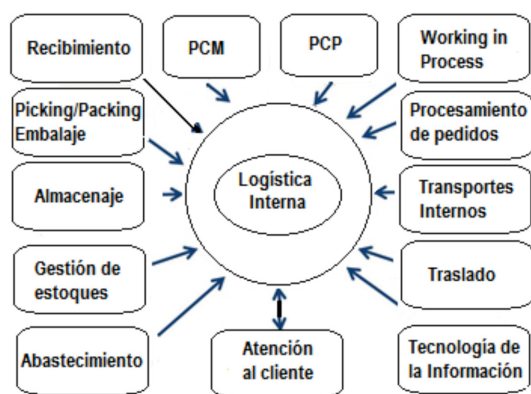 Recibimiento
PCM
PCP
Working in
Process
Picking/Packing
Embalaje
Procesamiento
de pedidos
Almacenaje
Logística
Interna
Transportes
Internos
Gestión de
estoques
Traslado
Abastecimiento
Atención
al cliente
Tecnología de
la Información